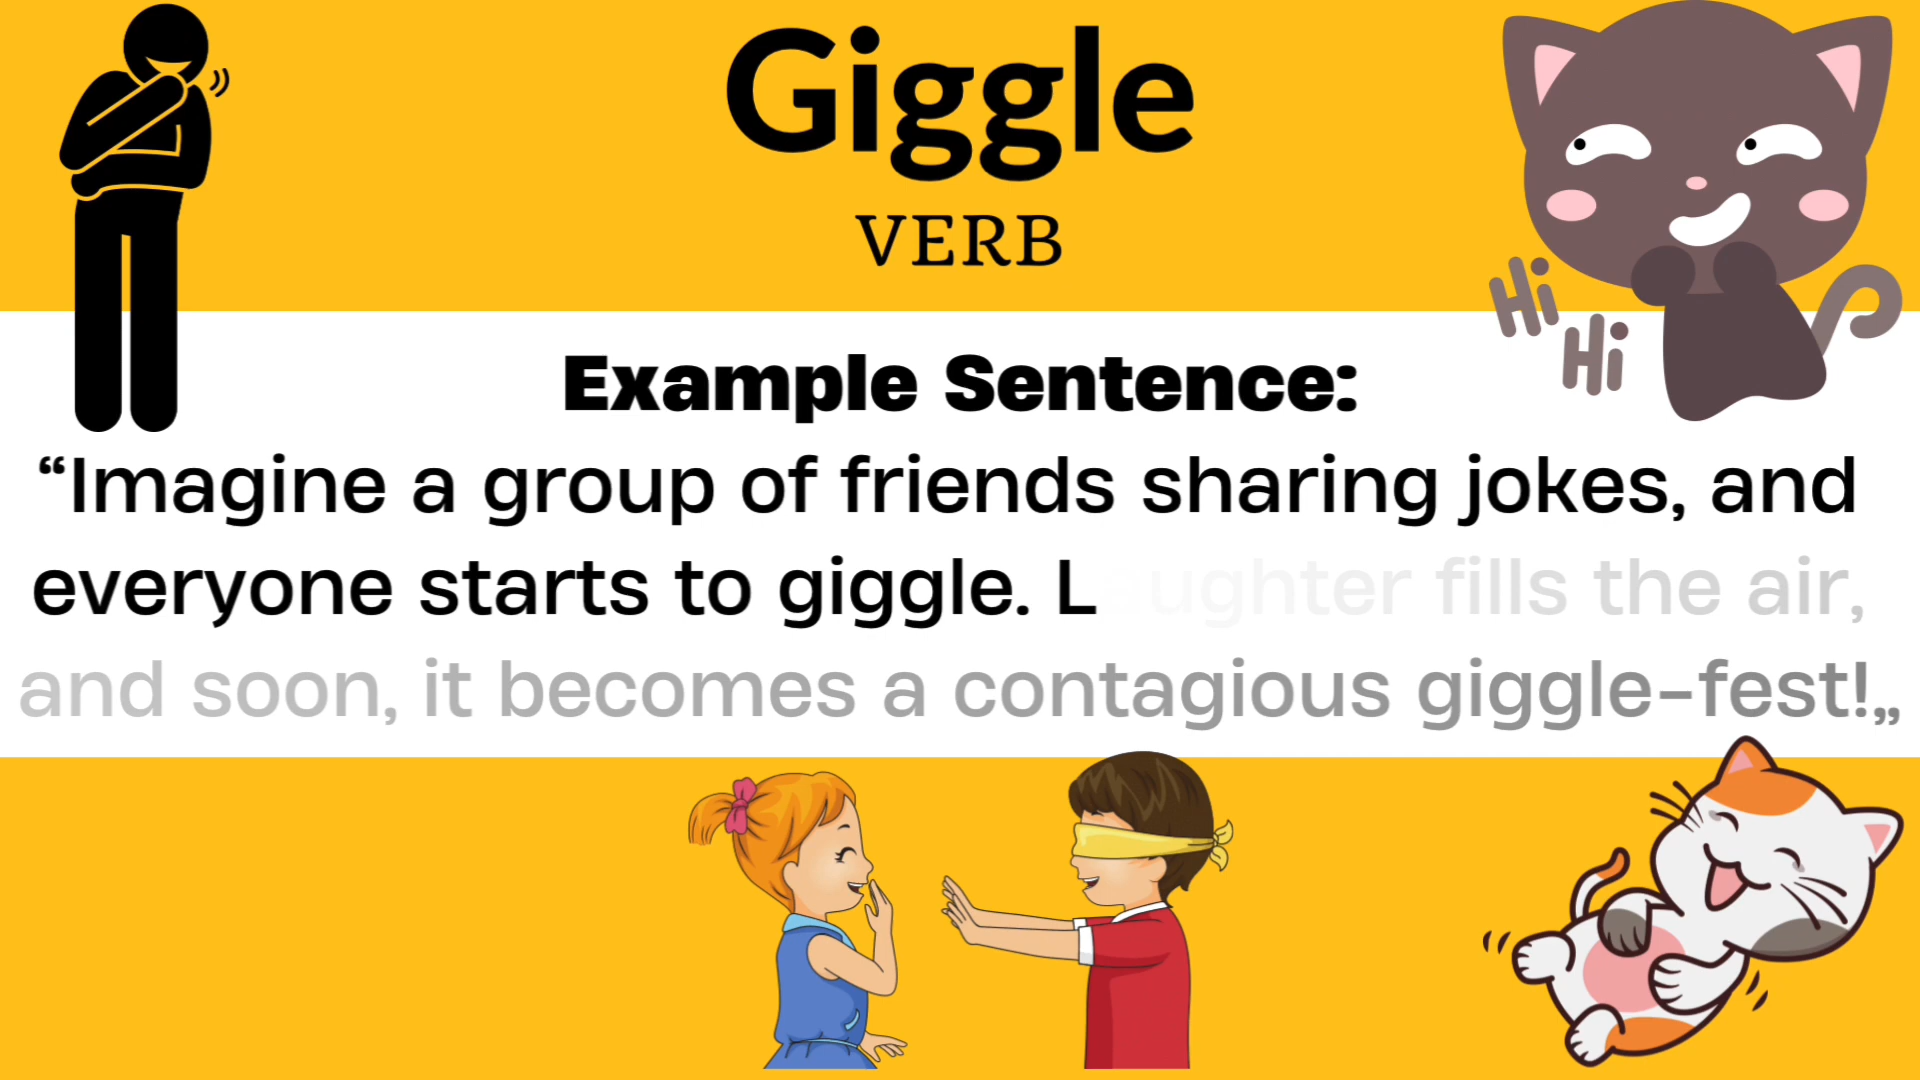 Giggle
VERB
Example Sentence:
“Imagine a group of friends sharing jokes, and
everyone starts to giggle. Laughter fills the air,
and soon, it becomes a contagious giggle-fest!„
Hi
Hi